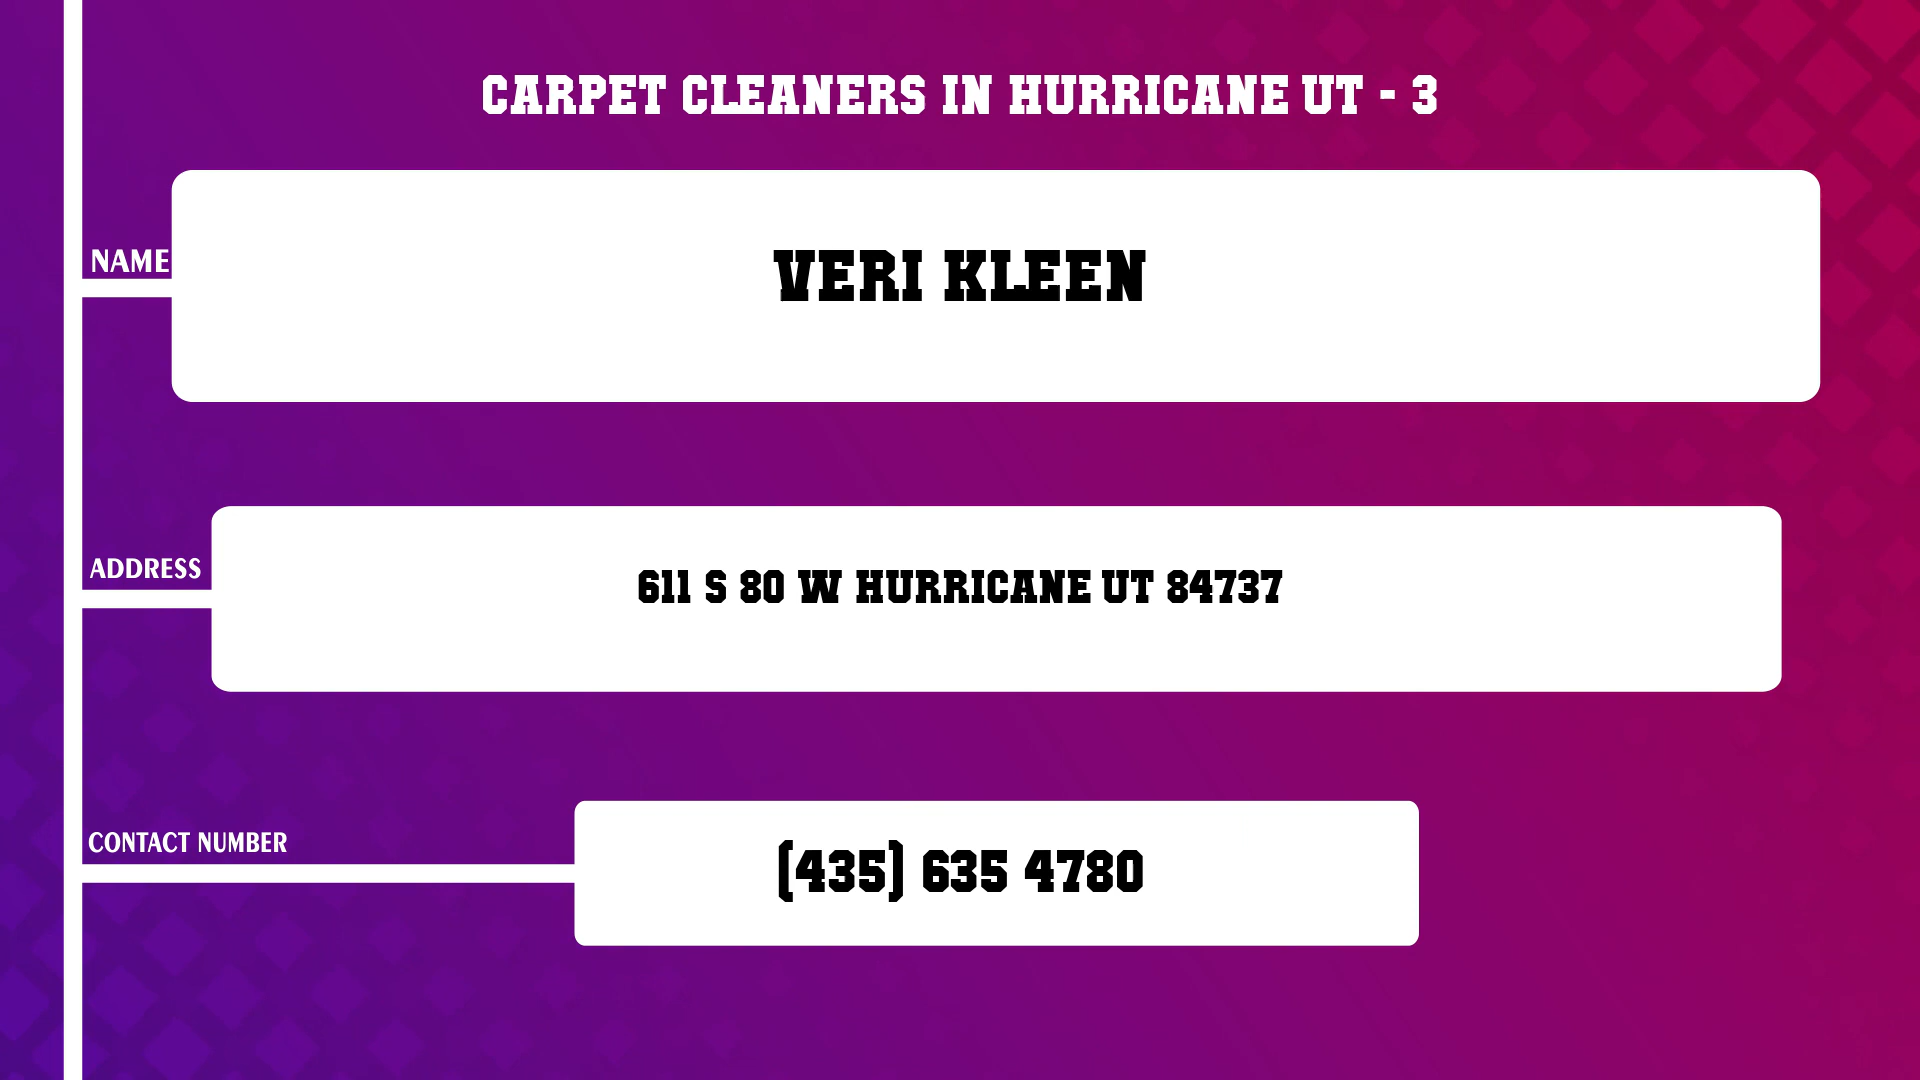 CARPET CLEANERS IN HURRICANE UT - 3
NAME
VERI KLEEN
ADDRESS
611 S 80 W HURRICANE UT 84737
CONTACT NUMBER
(435) 635 4780